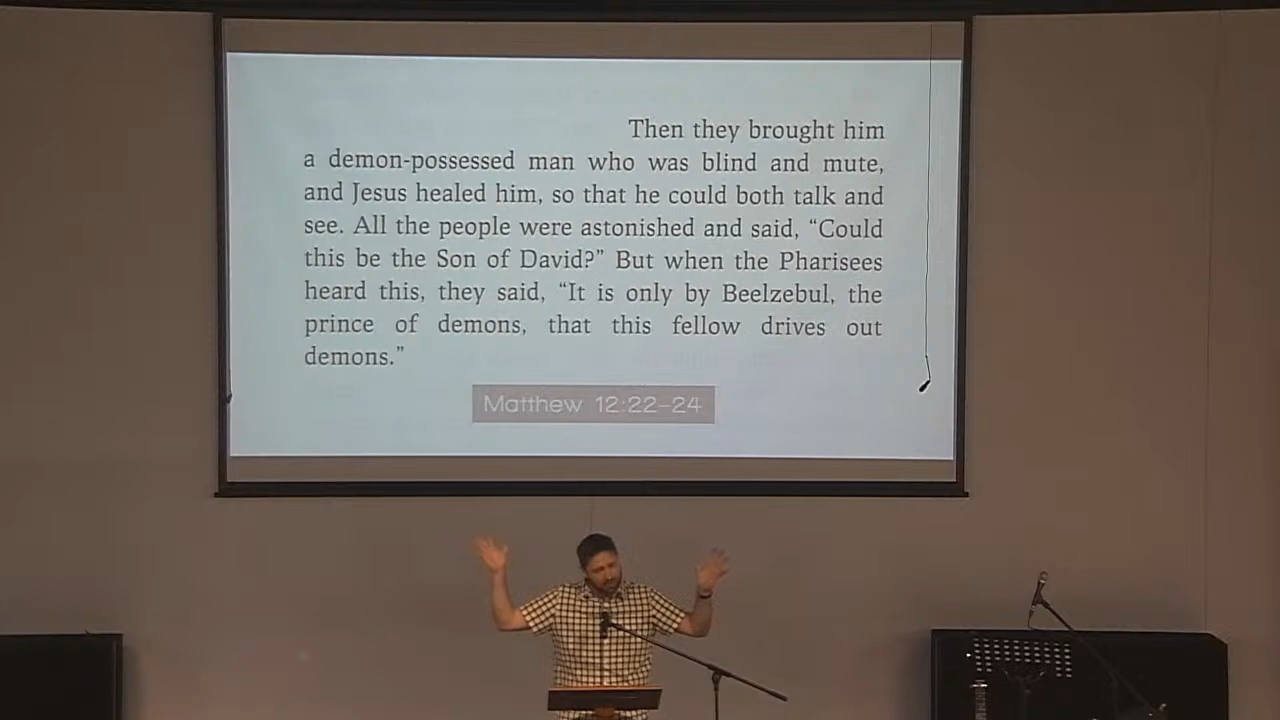 Then they brought him
a demon-possessed man who was blind and mute,
and Jesus healed him, so that he could both talk and
see. All the people were astonished and said, “Could
this be the Son of David?” But when the Pharisees
heard this, they said, “It is only by Beelzebul, the
prince of demons, that this fellow drives out
demons.”
Matthew 12:22–24